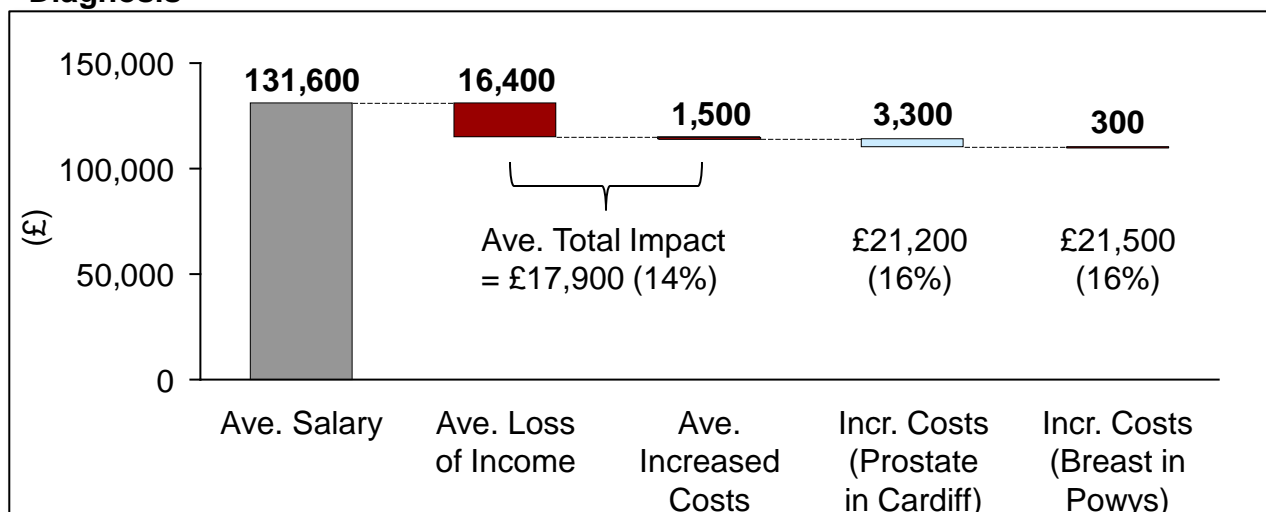 Diagnosis
150,000
100,000
50,000
0
(£)
131,600
16,400
1,500
3,300
300
Ave. Total Impact
= £17,900 (14%)
£21,200
(16%)
£21,500
(16%)
Ave. Salary
Ave. Loss
of Income
Ave.
Increased
Costs
Incr. Costs
(Prostate
in Cardiff)
Incr. Costs
(Breast in
Powys)